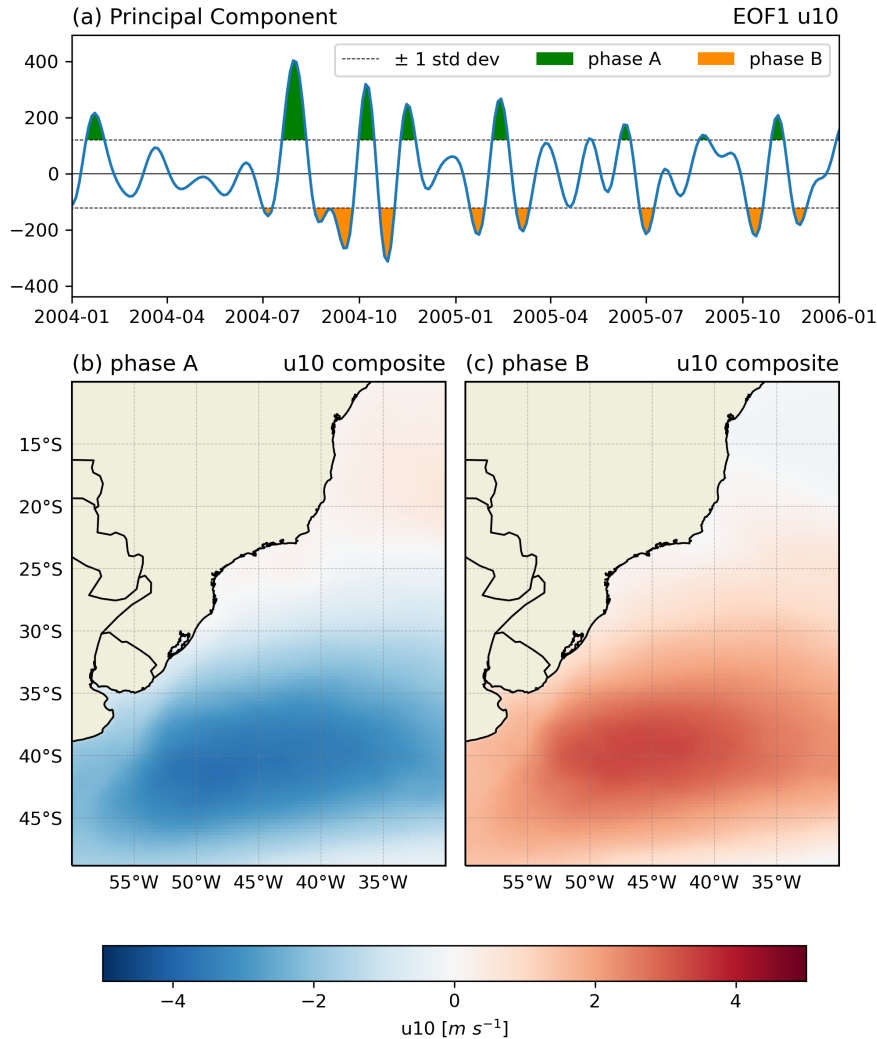 (a) Principal Component EOF1 u10
± 1 std dev phase A phase B
400
200
0
−200
−400
2004-01 2004-04 2004-07 2004-10 2005-01 2005-04 2005-07 2005-10 2006-01
(b) phase A u10 composite (c) phase B u10 composite
15°S
20°S
25°S
30°S
35°S
40°S
45°S
55°W 50°W 45°W 40°W 35°W 55°W 50°W 45°W 40°W 35°W
−4 −2 0 2 4
u10 [m s⁻¹]